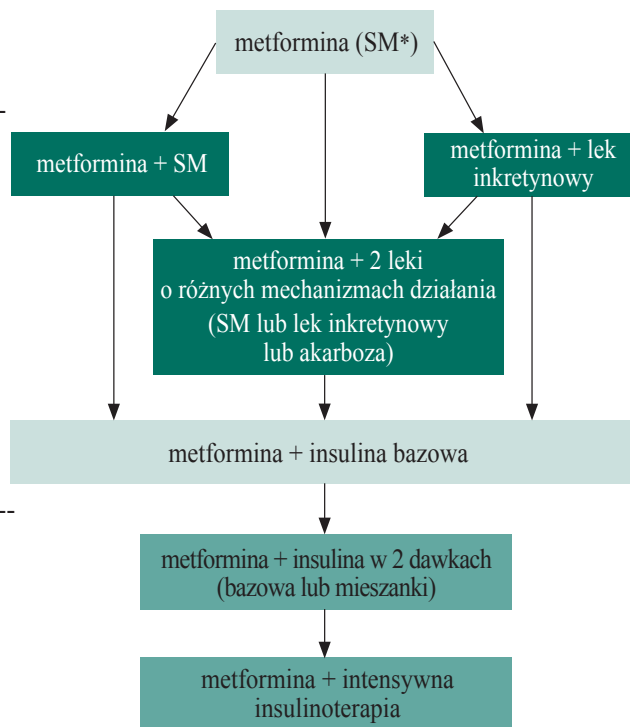 metformina (SM*)
metformina + SM
metformina + lek
inkretynowy
metformina + 2 leki
o różnych mechanizmach działania
(SM lub lek inkretynowy
lub akarboza)
metformina + insulina bazowa
metformina + insulina w 2 dawkach
(bazowa lub mieszanki)
metformina + intensywna
insulinoterapia